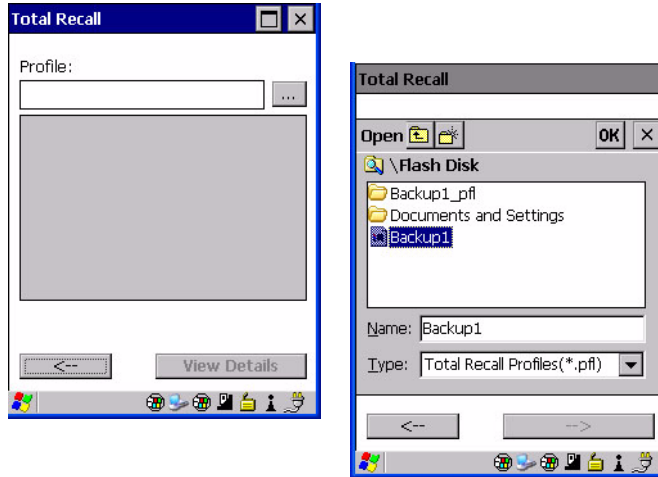 Total Recall
Profile:
...
<--
View Details
Total Recall
Open
OK
\Flash Disk
Backup1_pfl
Documents and Settings
Backup1
Name: Backup1
Type: Total Recall Profiles(*.pfl)
<--
-->